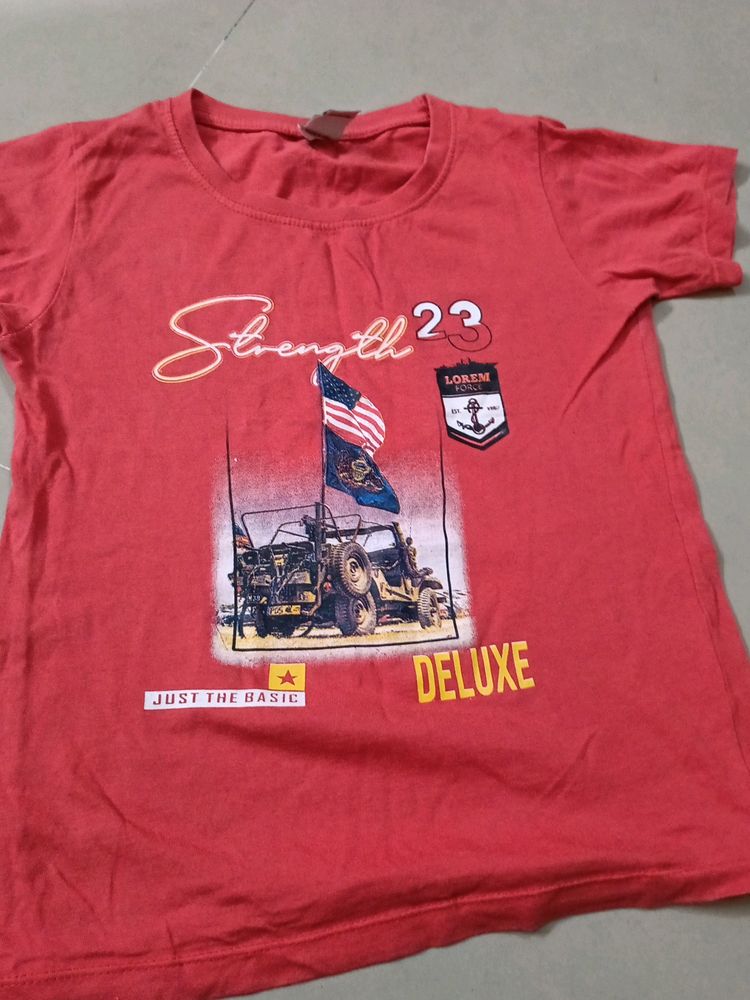 Strength 23
LOREM
FORCE
EST.
JUST THE BASIC
DELUXE